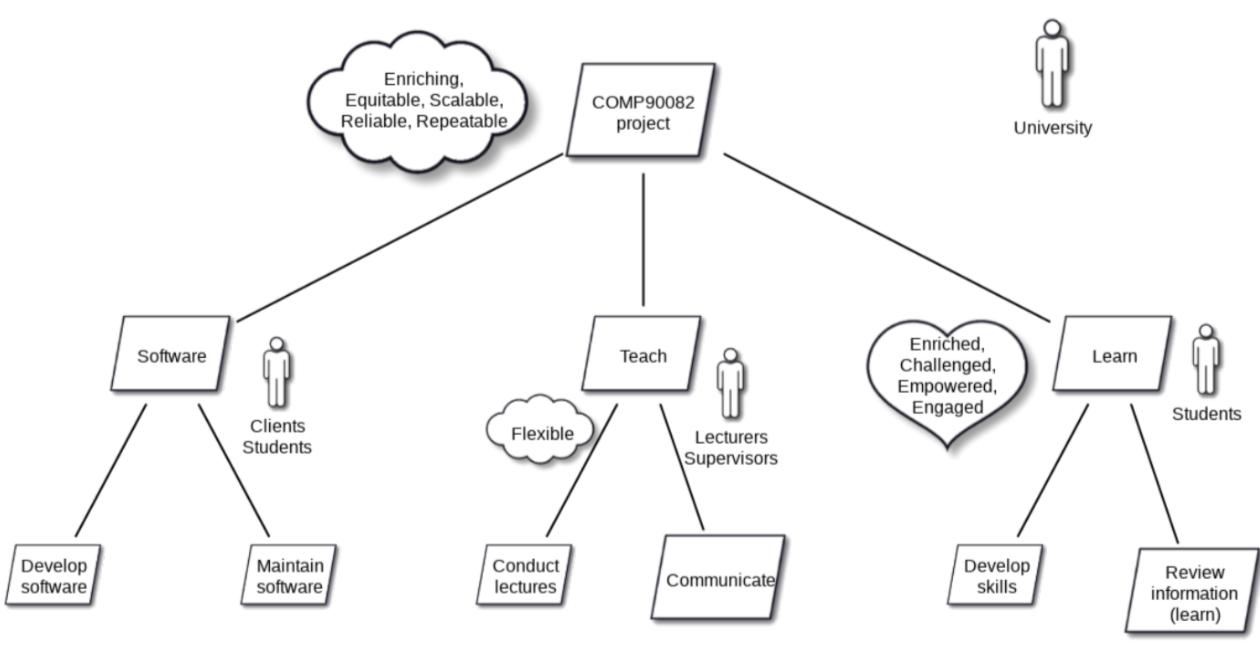 Enriching,
Equitable, Scalable,
Reliable, Repeatable
COMP90082
project
University
Software
Clients
Students
Teach
Flexible
Lecturers
Supervisors
Enriched,
Challenged,
Empowered,
Engaged
Learn
Students
Develop
software
Maintain
software
Conduct
lectures
Communicate
Develop
skills
Review
information
(learn)